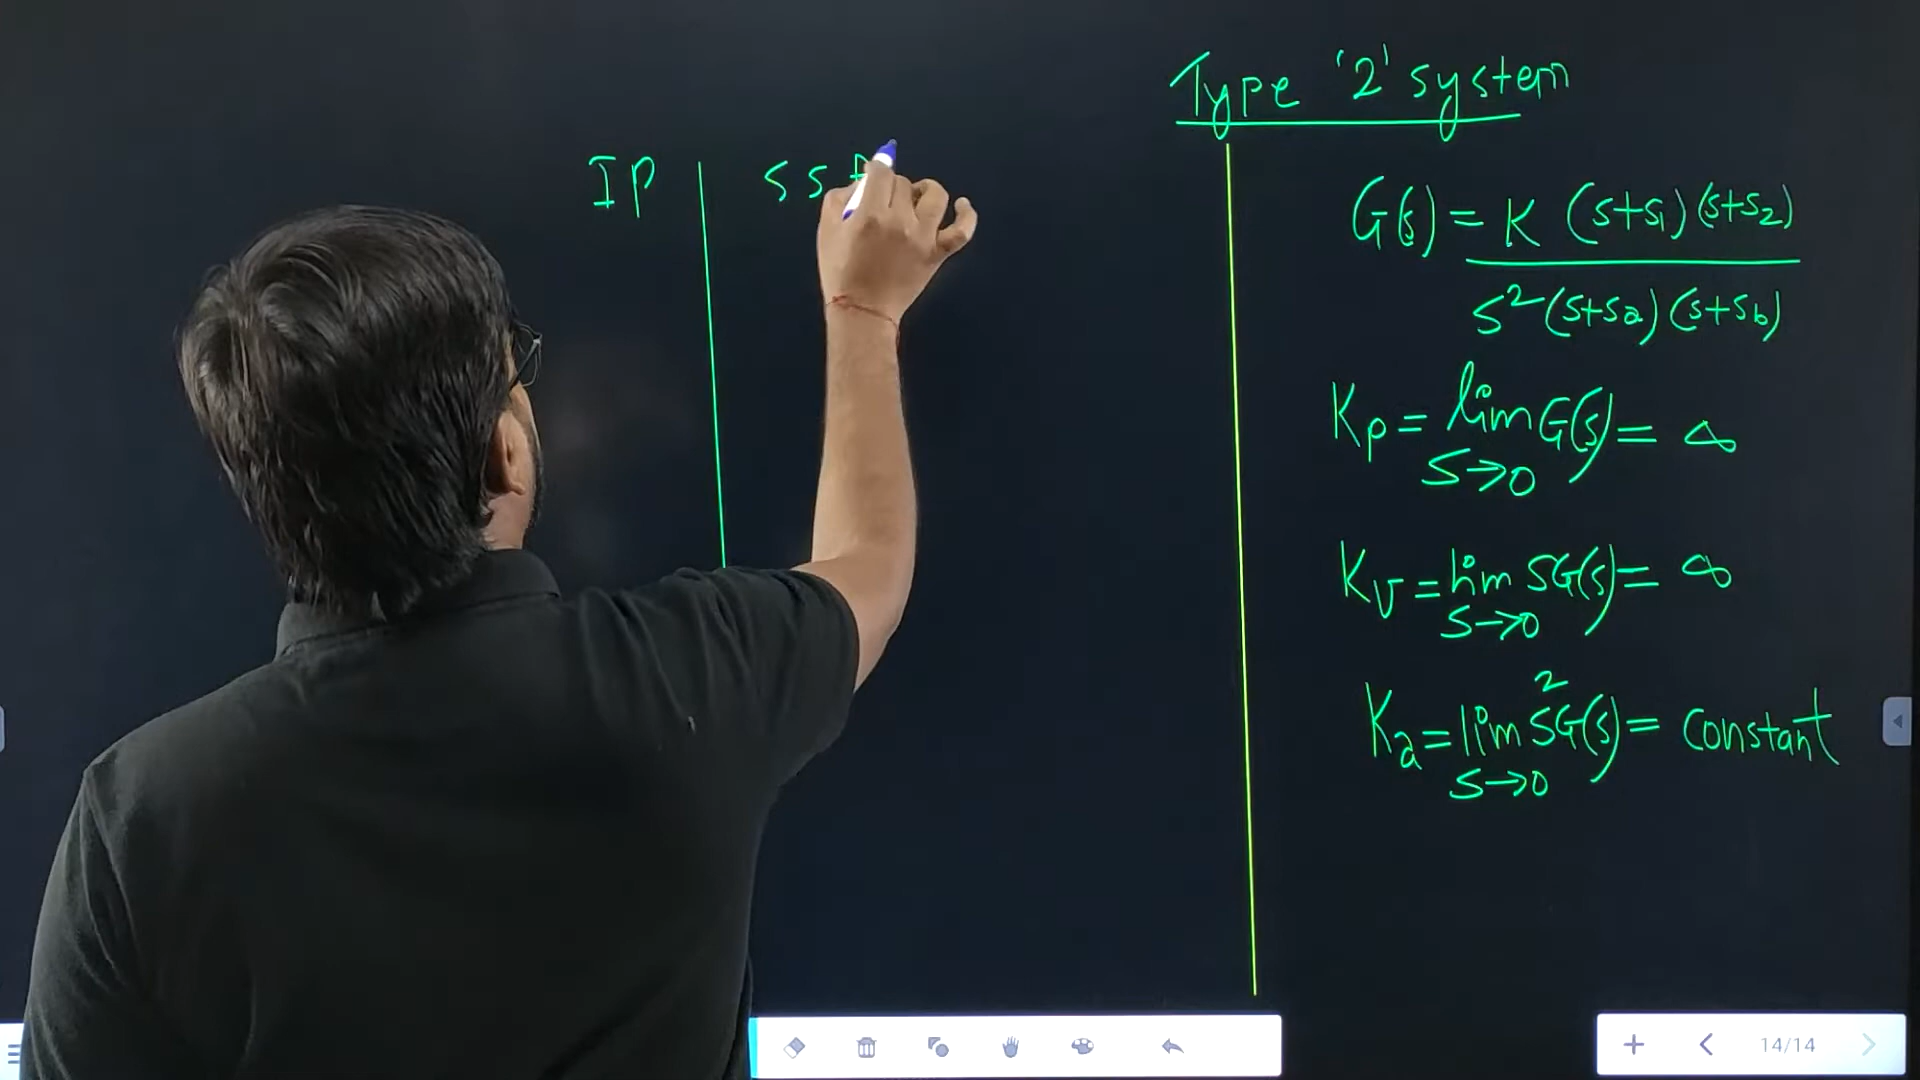 Type '2' system
IP
SS
G(s) = K (s+s1)(s+s2)
s²(s+sa)(s+sb)
Kp = lim G(s) = ∞
s→0
Kv = lim sG(s) = ∞
s→0
Ka = lim s²G(s) = constant
s→0
14/14